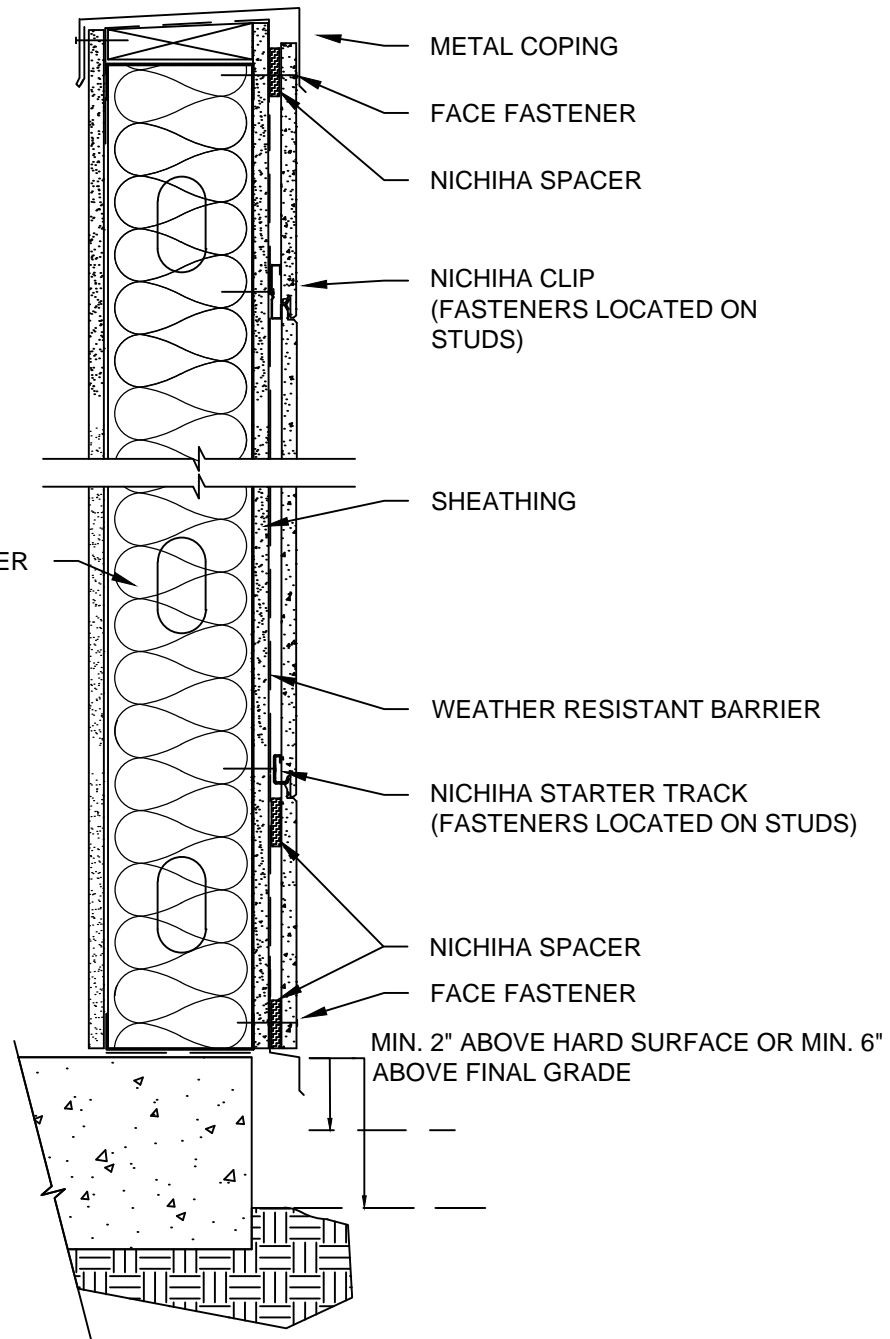 METAL COPING
FACE FASTENER
NICHIHA SPACER
NICHIHA CLIP
(FASTENERS LOCATED ON
STUDS)
SHEATHING
ER
WEATHER RESISTANT BARRIER
NICHIHA STARTER TRACK
(FASTENERS LOCATED ON STUDS)
NICHIHA SPACER
FACE FASTENER
MIN. 2" ABOVE HARD SURFACE OR MIN. 6"
ABOVE FINAL GRADE